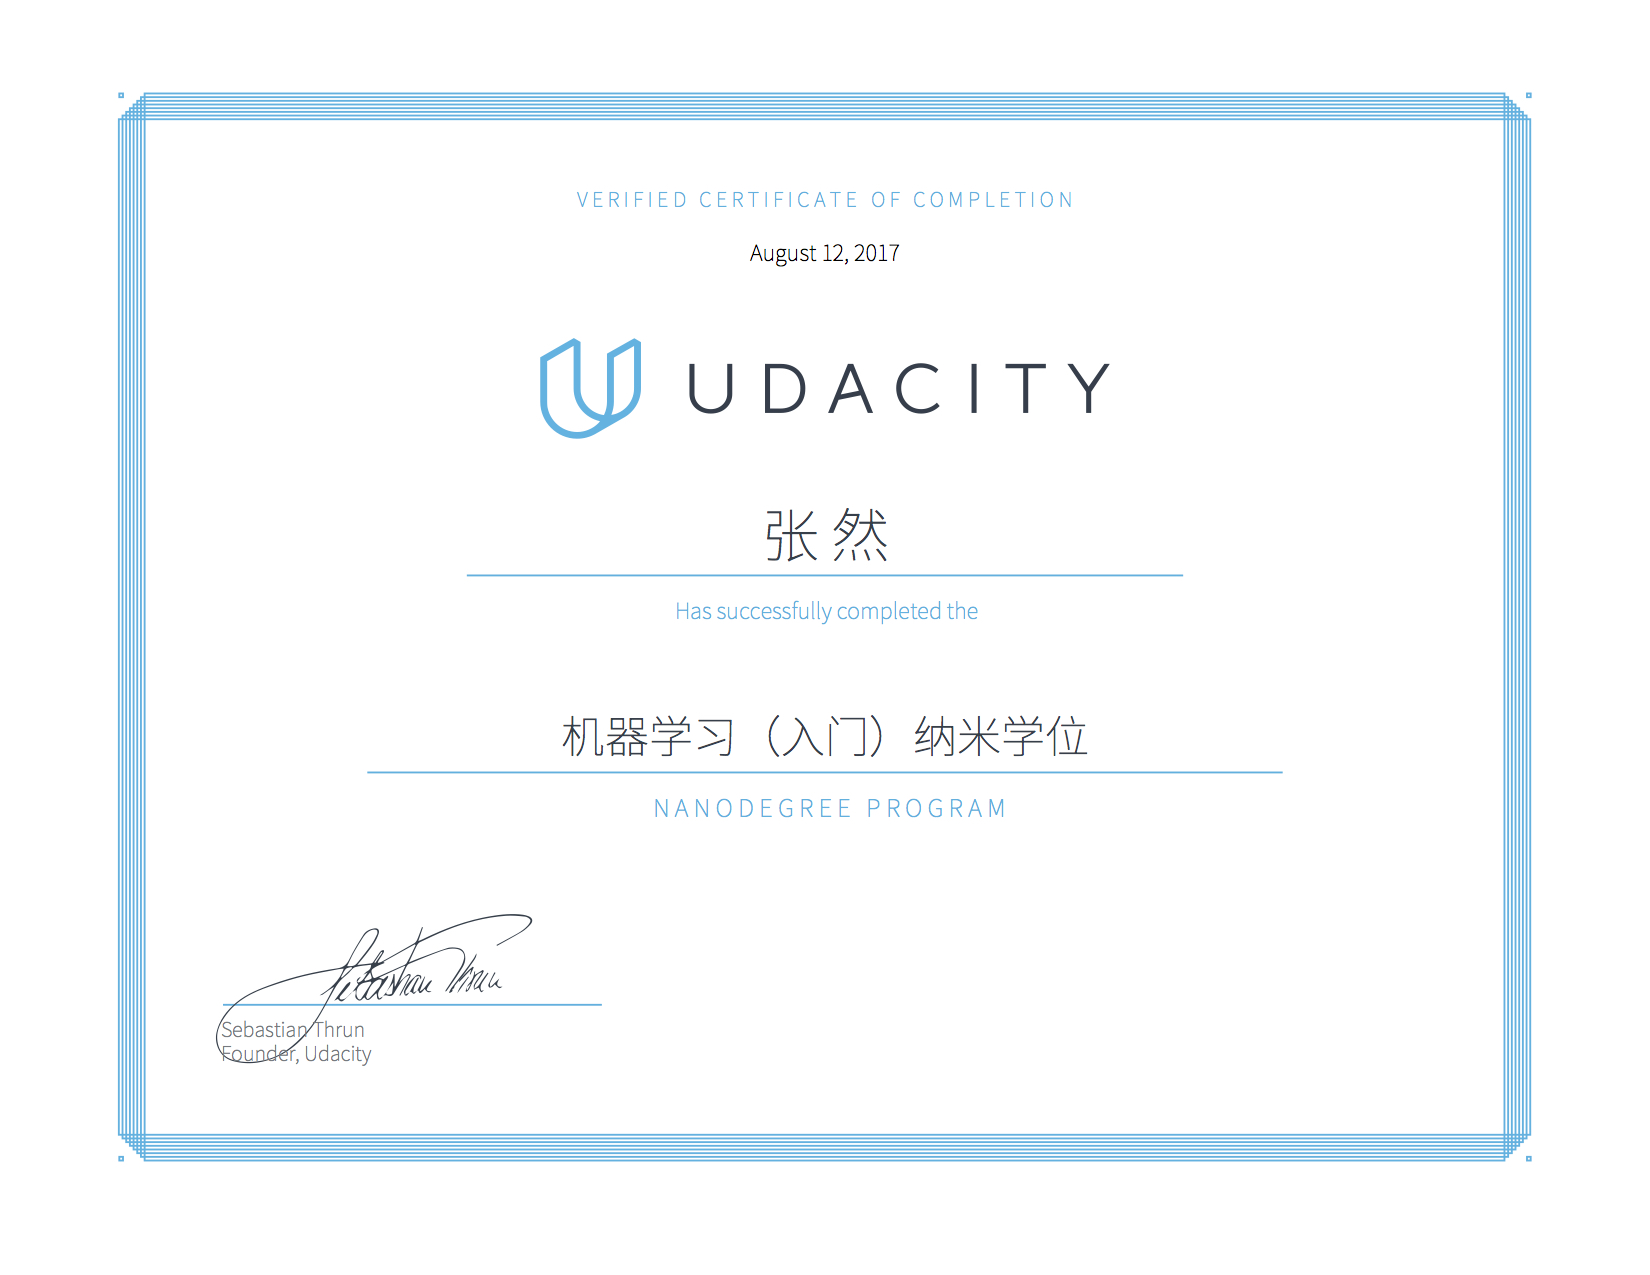 VERIFIED CERTIFICATE OF COMPLETION
August 12, 2017
UDACITY
张 然
Has successfully completed the
机器学习（入门）纳米学位
NANODEGREE PROGRAM
Sebastian Thrun
Sebastian Thrun
Founder, Udacity